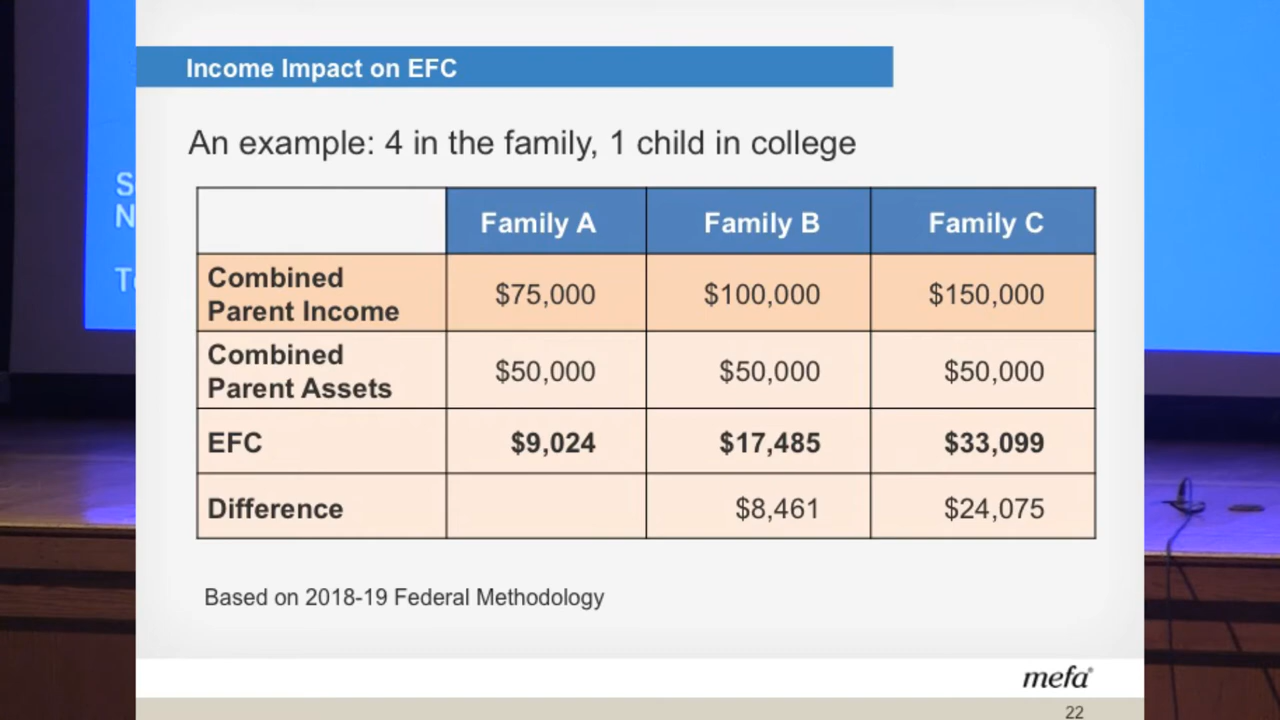 Income Impact on EFC
An example: 4 in the family, 1 child in college
Family A Family B Family C
Combined
Parent Income $75,000 $100,000 $150,000
Combined
Parent Assets $50,000 $50,000 $50,000
EFC $9,024 $17,485 $33,099
Difference $8,461 $24,075
Based on 2018-19 Federal Methodology
mefa®
22